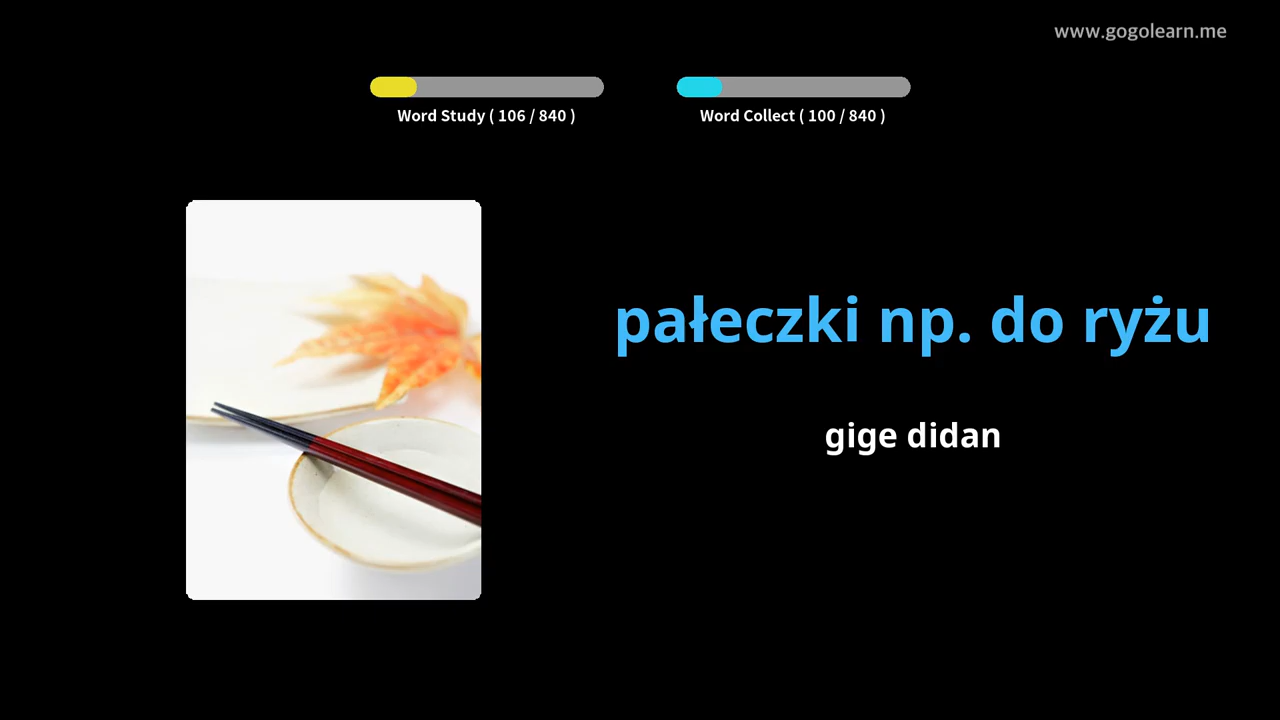 www.gogolearn.me
Word Study ( 106 / 840 )
Word Collect ( 100 / 840 )
pałeczki np. do ryżu
gige didan